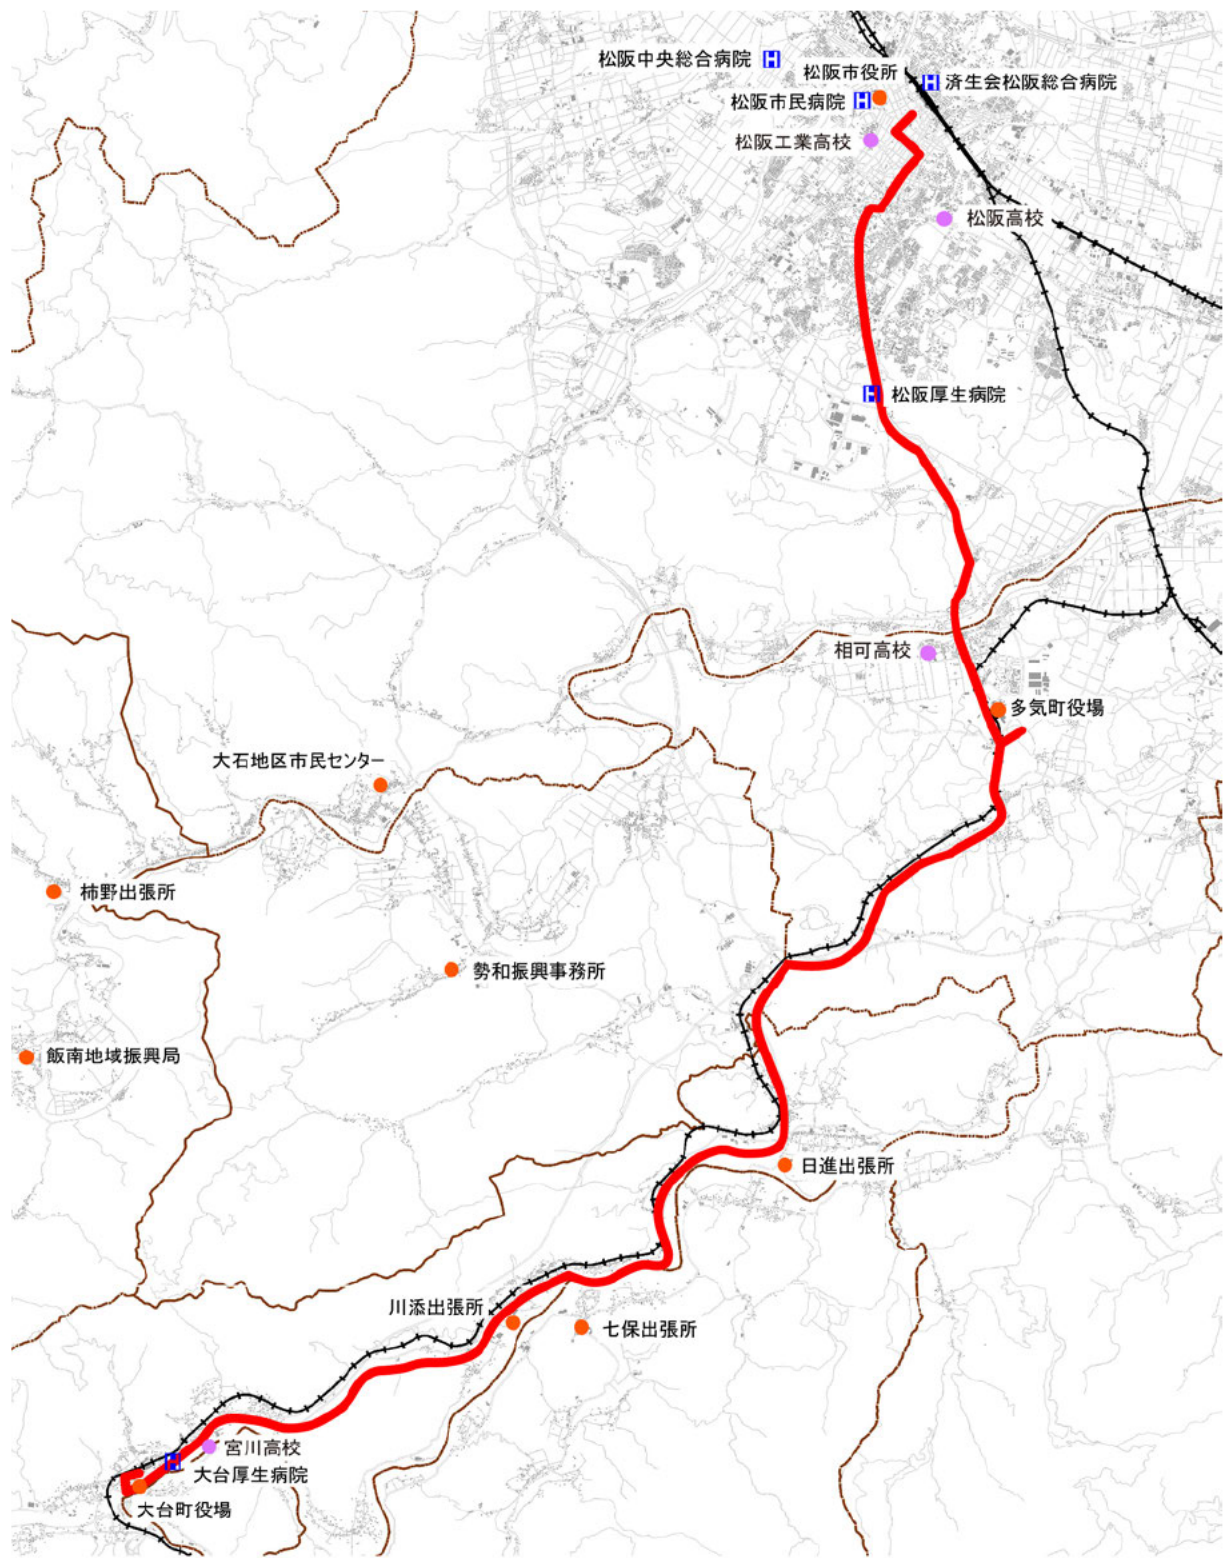 松阪中央総合病院
松阪市役所
済生会松阪総合病院
松阪市民病院
松阪工業高校
松阪高校
松阪厚生病院
相可高校
多気町役場
大石地区市民センター
柿野出張所
勢和振興事務所
飯南地域振興局
日進出張所
川添出張所
七保出張所
宮川高校
大台厚生病院
大台町役場